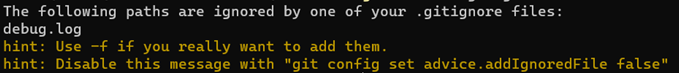 The following paths are ignored by one of your .gitignore files:
debug.log
hint: Use -f if you really want to add them.
hint: Disable this message with "git config set advice.addIgnoredFile false"